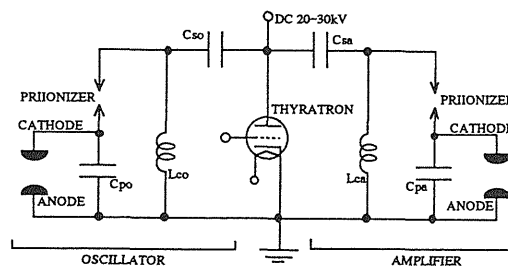 DC 20-30kV
Cso
Csa
PRIIONIZER
PRIIONIZER
THYRATRON
CATHODE
CATHODE
Lco
Lca
Cpo
Cpa
ANODE
ANODE
OSCILLATOR
AMPLIFIER